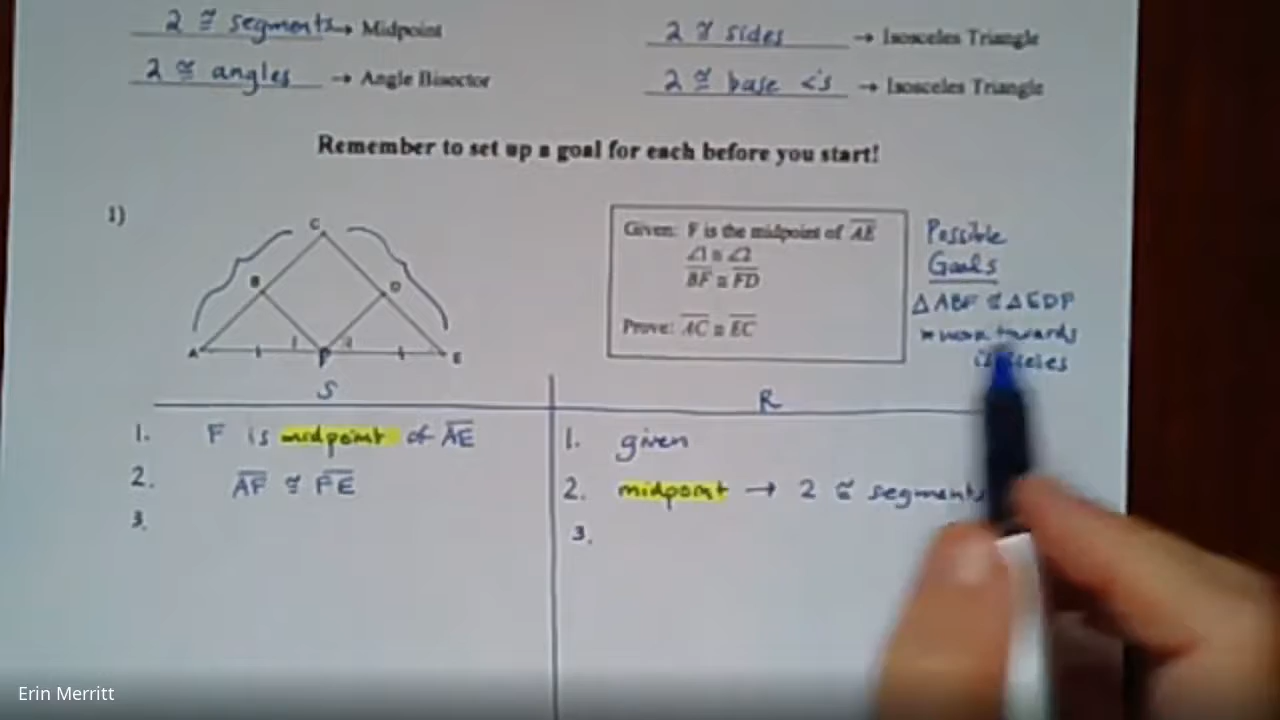 2 ≅ segments → Midpoint
2 ≅ sides → Isosceles Triangle
2 ≅ angles → Angle Bisector
2 ≅ base <'s → Isosceles Triangle
Remember to set up a goal for each before you start!
1)
C
B
D
A
F
E
1
2
Given: F is the midpoint of AE
∠1 ≅ ∠2
BF ≅ FD
Prove: AC ≅ EC
Possible
Goals
△ABF ≅ △EDF
towards
S
R
1. F is midpoint of AE
1. given
2. AF ≅ FE
2. midpoint → 2 ≅ segments
3.
3.
Erin Merritt